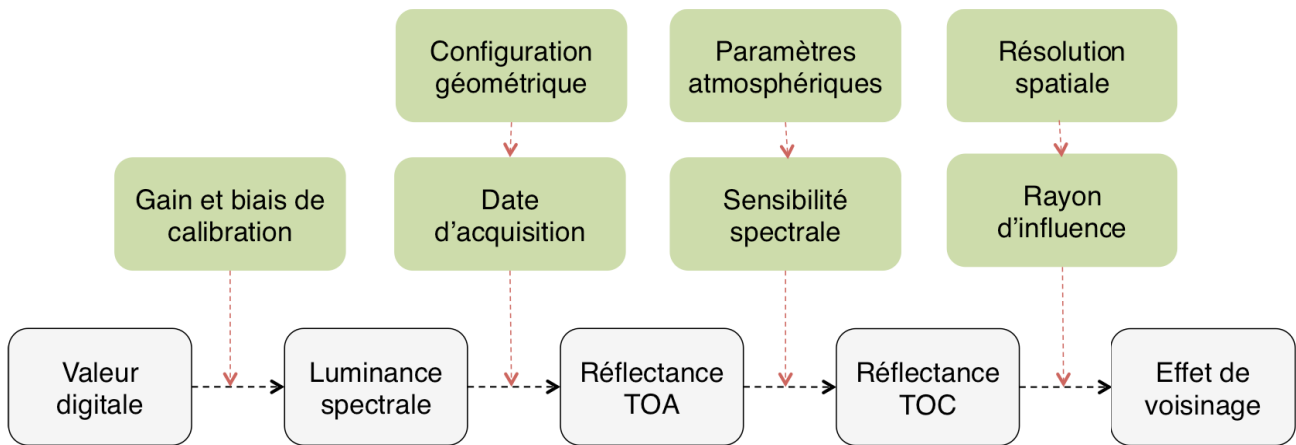 Configuration
géométrique
Paramètres
atmosphériques
Résolution
spatiale
Gain et biais de
calibration
Date
d’acquisition
Sensibilité
spectrale
Rayon
d’influence
Valeur
digitale
Luminance
spectrale
Réflectance
TOA
Réflectance
TOC
Effet de
voisinage